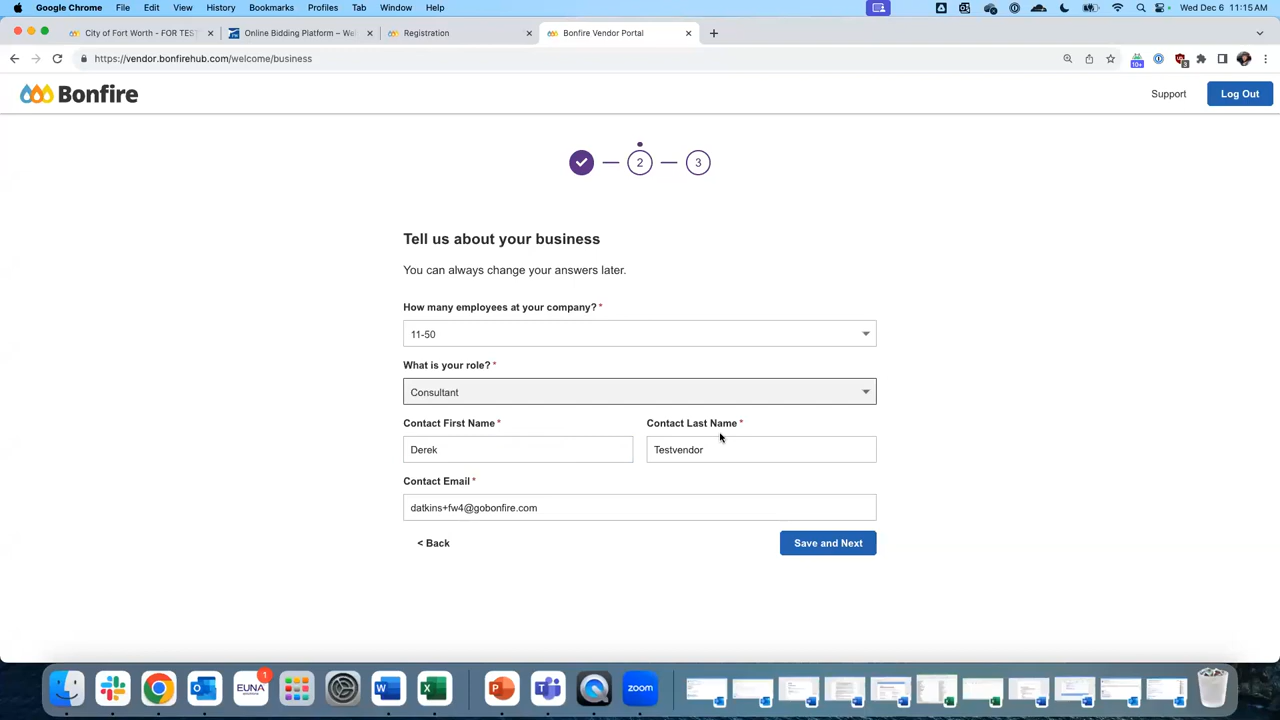 Google Chrome File Edit View History Bookmarks Profiles Tab Window Help Wed Dec 6 11:15 AM
City of Fort Worth - FOR TES Online Bidding Platform – We Registration Bonfire Vendor Portal
https://vendor.bonfirehub.com/welcome/business
10+
Bonfire Support Log Out
2 3
Tell us about your business
You can always change your answers later.
How many employees at your company? *
11-50
What is your role? *
Consultant
Contact First Name * Contact Last Name *
Derek Testvendor
Contact Email *
datkins+fw4@gobonfire.com
< Back Save and Next
EUNA 1 zoom